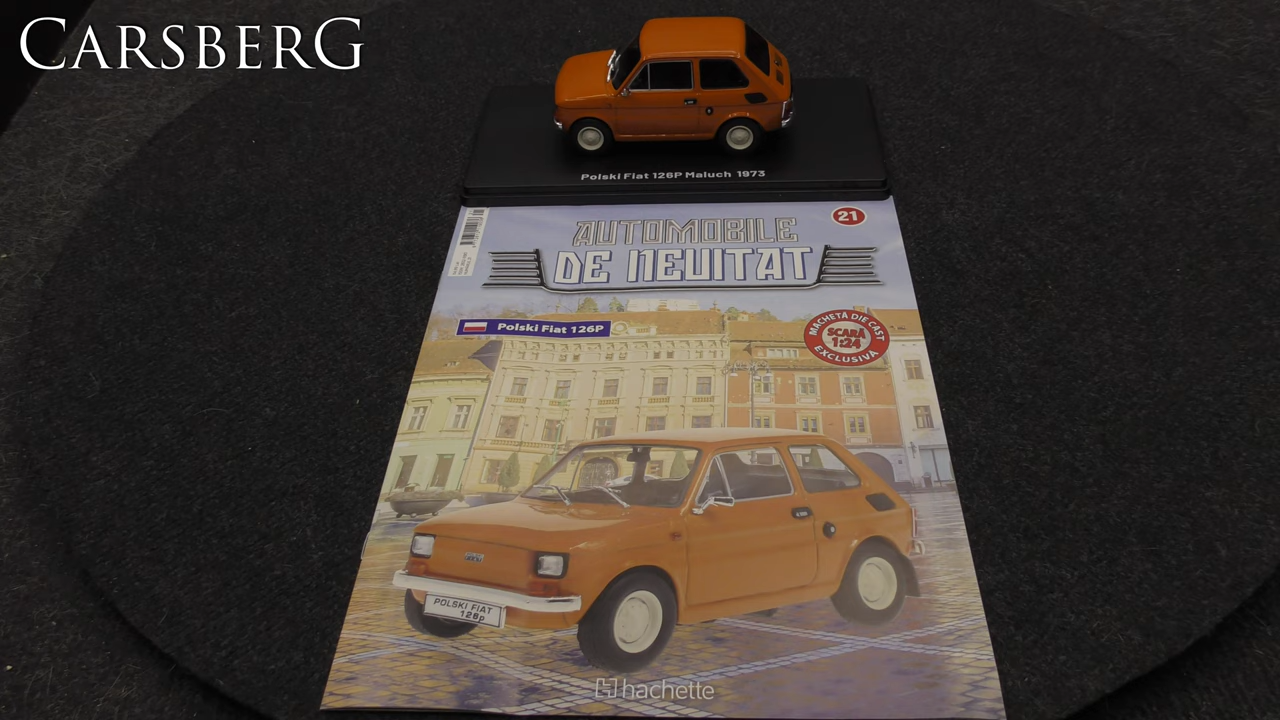 CARSBERG
Polski Fiat 126P Maluch 1973
21
AUTOMOBILE
DE NEUITAT
Polski Fiat 126P
MACHETĂ DIE CAST
SCARĂ
1:24
EXCLUSIVĂ
POLSKI FIAT
126p
hachette